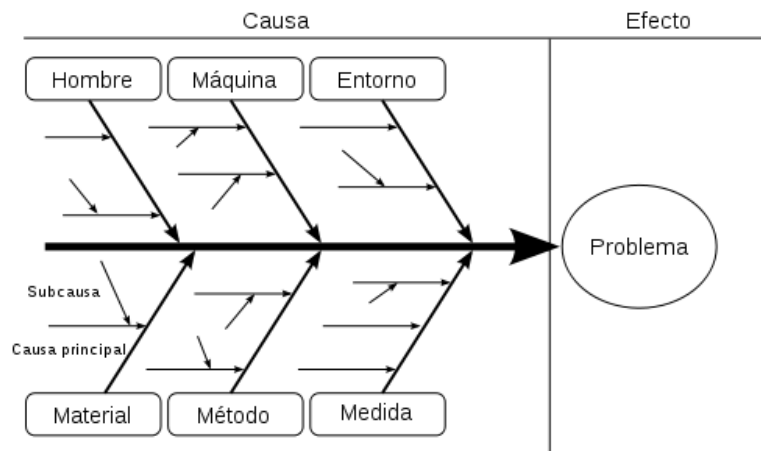 Causa
Efecto
Hombre
Máquina
Entorno
Problema
Subcausa
Causa principal
Material
Método
Medida